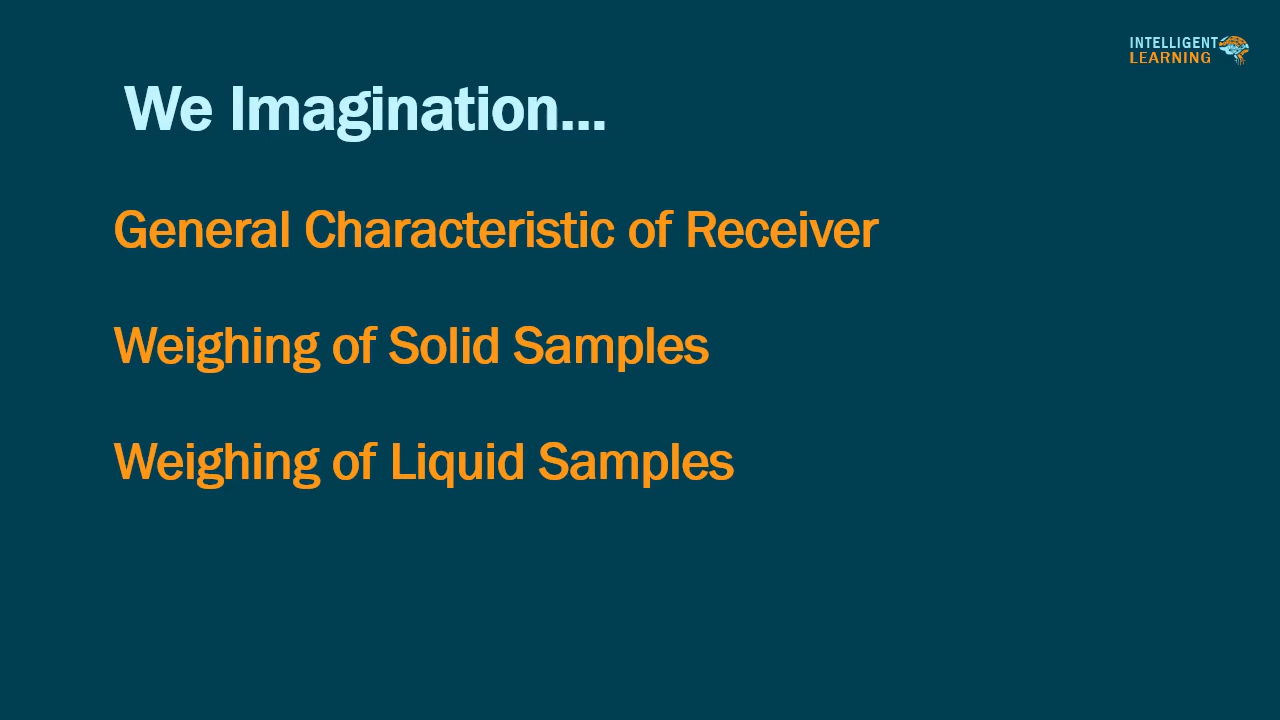 INTELLIGENT
LEARNING
We Imagination...
General Characteristic of Receiver
Weighing of Solid Samples
Weighing of Liquid Samples